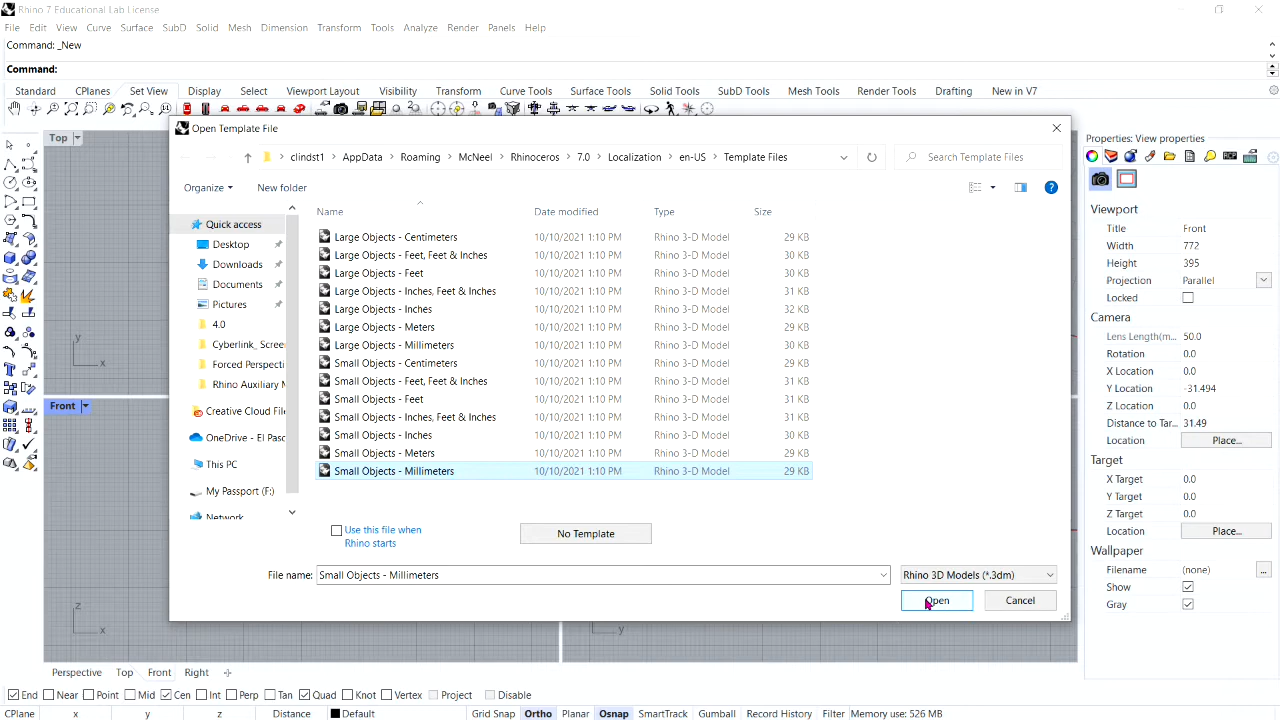 Rhino 7 Educational Lab License
File Edit View Curve Surface SubD Solid Mesh Dimension Transform Tools Analyze Render Panels Help
Command: _New
Command:
Standard CPlanes Set View Display Select Viewport Layout Visibility Transform Curve Tools Surface Tools Solid Tools SubD Tools Mesh Tools Render Tools Drafting New in V7
Top
Open Template File
clindst1 > AppData > Roaming > McNeel > Rhinoceros > 7.0 > Localization > en-US > Template Files
Search Template Files
Organize New folder
Name Date modified Type Size
Quick access
Desktop
Downloads
Documents
Pictures
4.0
Cyberlink_Scree
Forced Perspecti
Rhino Auxiliary M
Creative Cloud File
OneDrive - El Paso
This PC
My Passport (F:)
Network
Large Objects - Centimeters 10/10/2021 1:10 PM Rhino 3-D Model 29 KB
Large Objects - Feet, Feet & Inches 10/10/2021 1:10 PM Rhino 3-D Model 30 KB
Large Objects - Feet 10/10/2021 1:10 PM Rhino 3-D Model 30 KB
Large Objects - Inches, Feet & Inches 10/10/2021 1:10 PM Rhino 3-D Model 31 KB
Large Objects - Inches 10/10/2021 1:10 PM Rhino 3-D Model 32 KB
Large Objects - Meters 10/10/2021 1:10 PM Rhino 3-D Model 29 KB
Large Objects - Millimeters 10/10/2021 1:10 PM Rhino 3-D Model 30 KB
Small Objects - Centimeters 10/10/2021 1:10 PM Rhino 3-D Model 29 KB
Small Objects - Feet, Feet & Inches 10/10/2021 1:10 PM Rhino 3-D Model 31 KB
Small Objects - Feet 10/10/2021 1:10 PM Rhino 3-D Model 31 KB
Small Objects - Inches, Feet & Inches 10/10/2021 1:10 PM Rhino 3-D Model 31 KB
Small Objects - Inches 10/10/2021 1:10 PM Rhino 3-D Model 30 KB
Small Objects - Meters 10/10/2021 1:10 PM Rhino 3-D Model 29 KB
Small Objects - Millimeters 10/10/2021 1:10 PM Rhino 3-D Model 29 KB
Use this file when
Rhino starts
No Template
File name: Small Objects - Millimeters
Rhino 3D Models (*.3dm)
Open Cancel
y
x
Front
z
x
y
Properties: View properties
Viewport
Title Front
Width 772
Height 395
Projection Parallel
Locked
Camera
Lens Length(m... 50.0
Rotation 0.0
X Location 0.0
Y Location -31.494
Z Location 0.0
Distance to Tar... 31.49
Location Place...
Target
X Target 0.0
Y Target 0.0
Z Target 0.0
Location Place...
Wallpaper
Filename (none) ...
Show
Gray
Perspective Top Front Right
End Near Point Mid Cen Int Perp Tan Quad Knot Vertex Project Disable
CPlane x y z Distance Default Grid Snap Ortho Planar Osnap SmartTrack Gumball Record History Filter Memory use: 526 MB